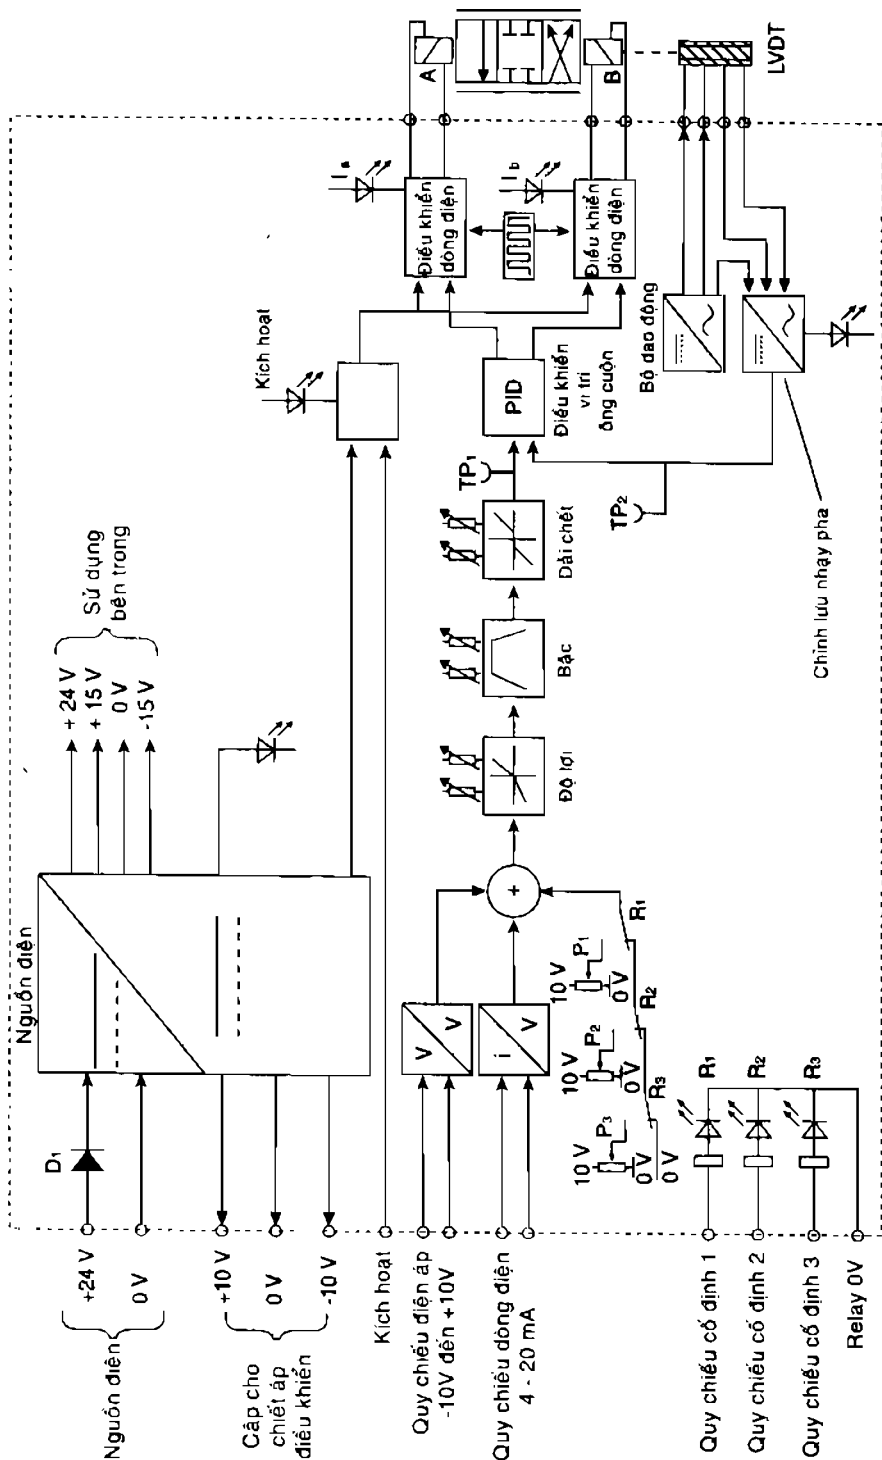 Nguồn điện
+24 V
0 V
D1
Nguồn điện
+ 24 V
+ 15 V
0 V
-15 V
Sử dụng
bên trong
Cấp cho
chiết áp
điều khiển
+10 V
0 V
-10 V
Kích hoạt
Kích hoạt
Quy chiếu điện áp
-10V đến +10V
V
V
Quy chiếu dòng điện
4 - 20 mA
i
V
+
Độ lợi
Bậc
Dải chết
TP1
PID
Điều khiển
vị trí
ống cuộn
TP2
Điều khiển
dòng điện
Ia
Điều khiển
dòng điện
Ib
A
B
LVDT
Bộ dao động
Chỉnh lưu nhạy pha
10 V
P1
0 V
R1
10 V
P2
0 V
R2
10 V
P3
0 V
0 V
R3
Quy chiếu cố định 1
R1
Quy chiếu cố định 2
R2
Quy chiếu cố định 3
R3
Relay 0V